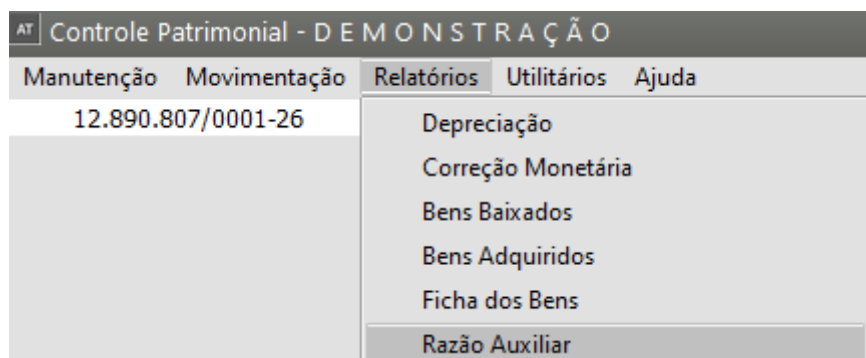 AT Controle Patrimonial - D E M O N S T R A Ç Ã O
Manutenção Movimentação Relatórios Utilitários Ajuda
12.890.807/0001-26
Depreciação
Correção Monetária
Bens Baixados
Bens Adquiridos
Ficha dos Bens
Razão Auxiliar